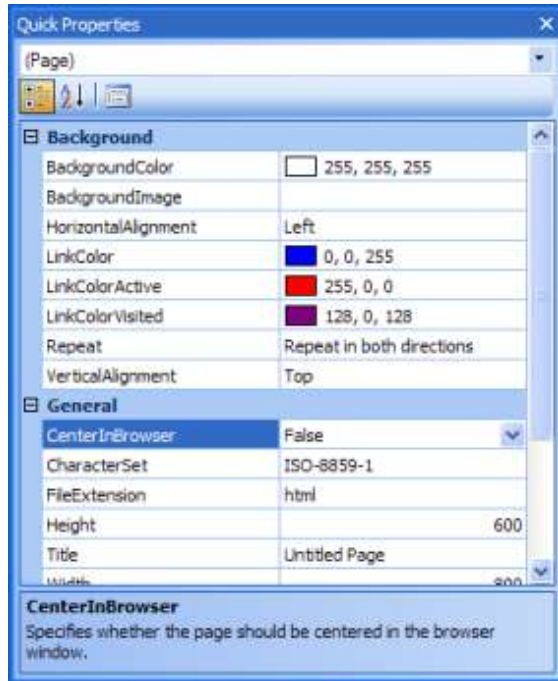 Quick Properties
(Page)
Background
BackgroundColor 255, 255, 255
BackgroundImage
HorizontalAlignment Left
LinkColor 0, 0, 255
LinkColorActive 255, 0, 0
LinkColorVisited 128, 0, 128
Repeat Repeat in both directions
VerticalAlignment Top
General
CenterInBrowser False
CharacterSet ISO-8859-1
FileExtension html
Height 600
Title Untitled Page
Width 800
CenterInBrowser
Specifies whether the page should be centered in the browser
window.